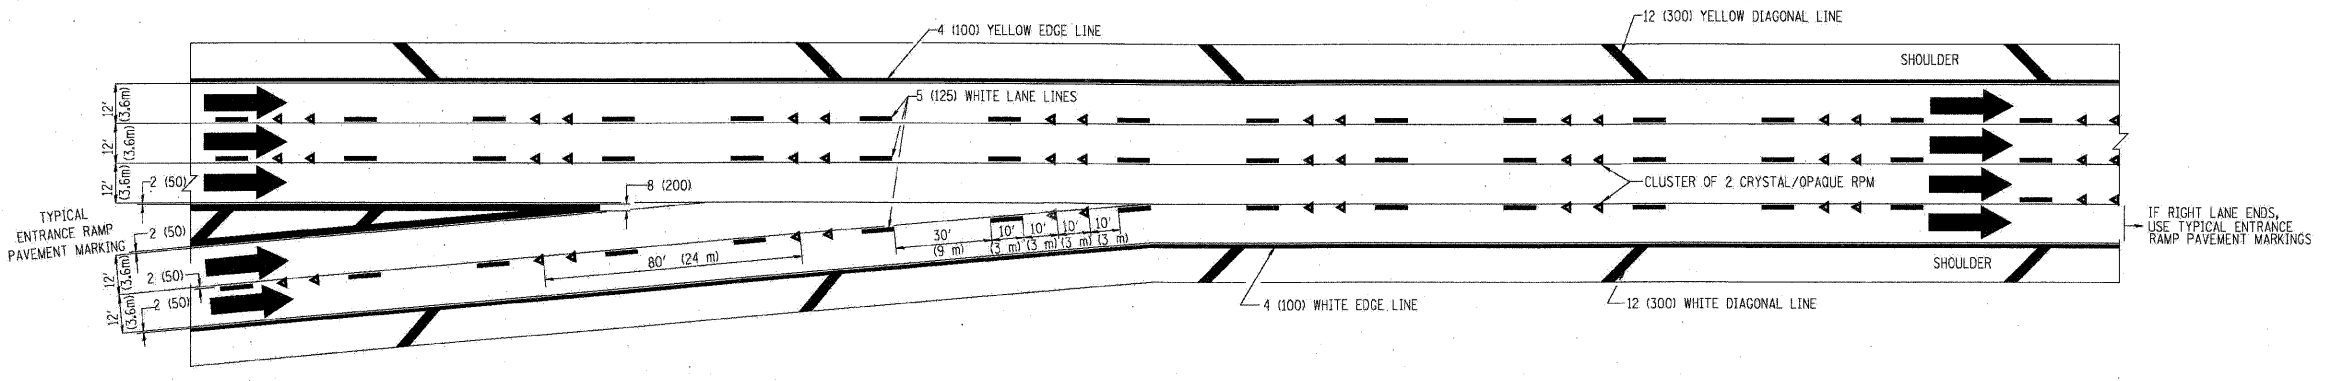 12 (300) YELLOW DIAGONAL LINE
4 (100) YELLOW EDGE LINE
SHOULDER
5 (125) WHITE LANE LINES
12'
(3.6m)
12'
(3.6m)
12'
(3.6m)
2 (50)
8 (200)
CLUSTER OF 2 CRYSTAL/OPAQUE RPM
TYPICAL
ENTRANCE RAMP
PAVEMENT MARKING
2 (50)
IF RIGHT LANE ENDS,
USE TYPICAL ENTRANCE
RAMP PAVEMENT MARKINGS
30'
(9 m)
10'
(3 m)
10'
(3 m)
10'
(3 m)
10'
(3 m)
80' (24 m)
12'
(3.6m)
2 (50)
12'
(3.6m)
2 (50)
SHOULDER
4 (100) WHITE EDGE LINE
12 (300) WHITE DIAGONAL LINE